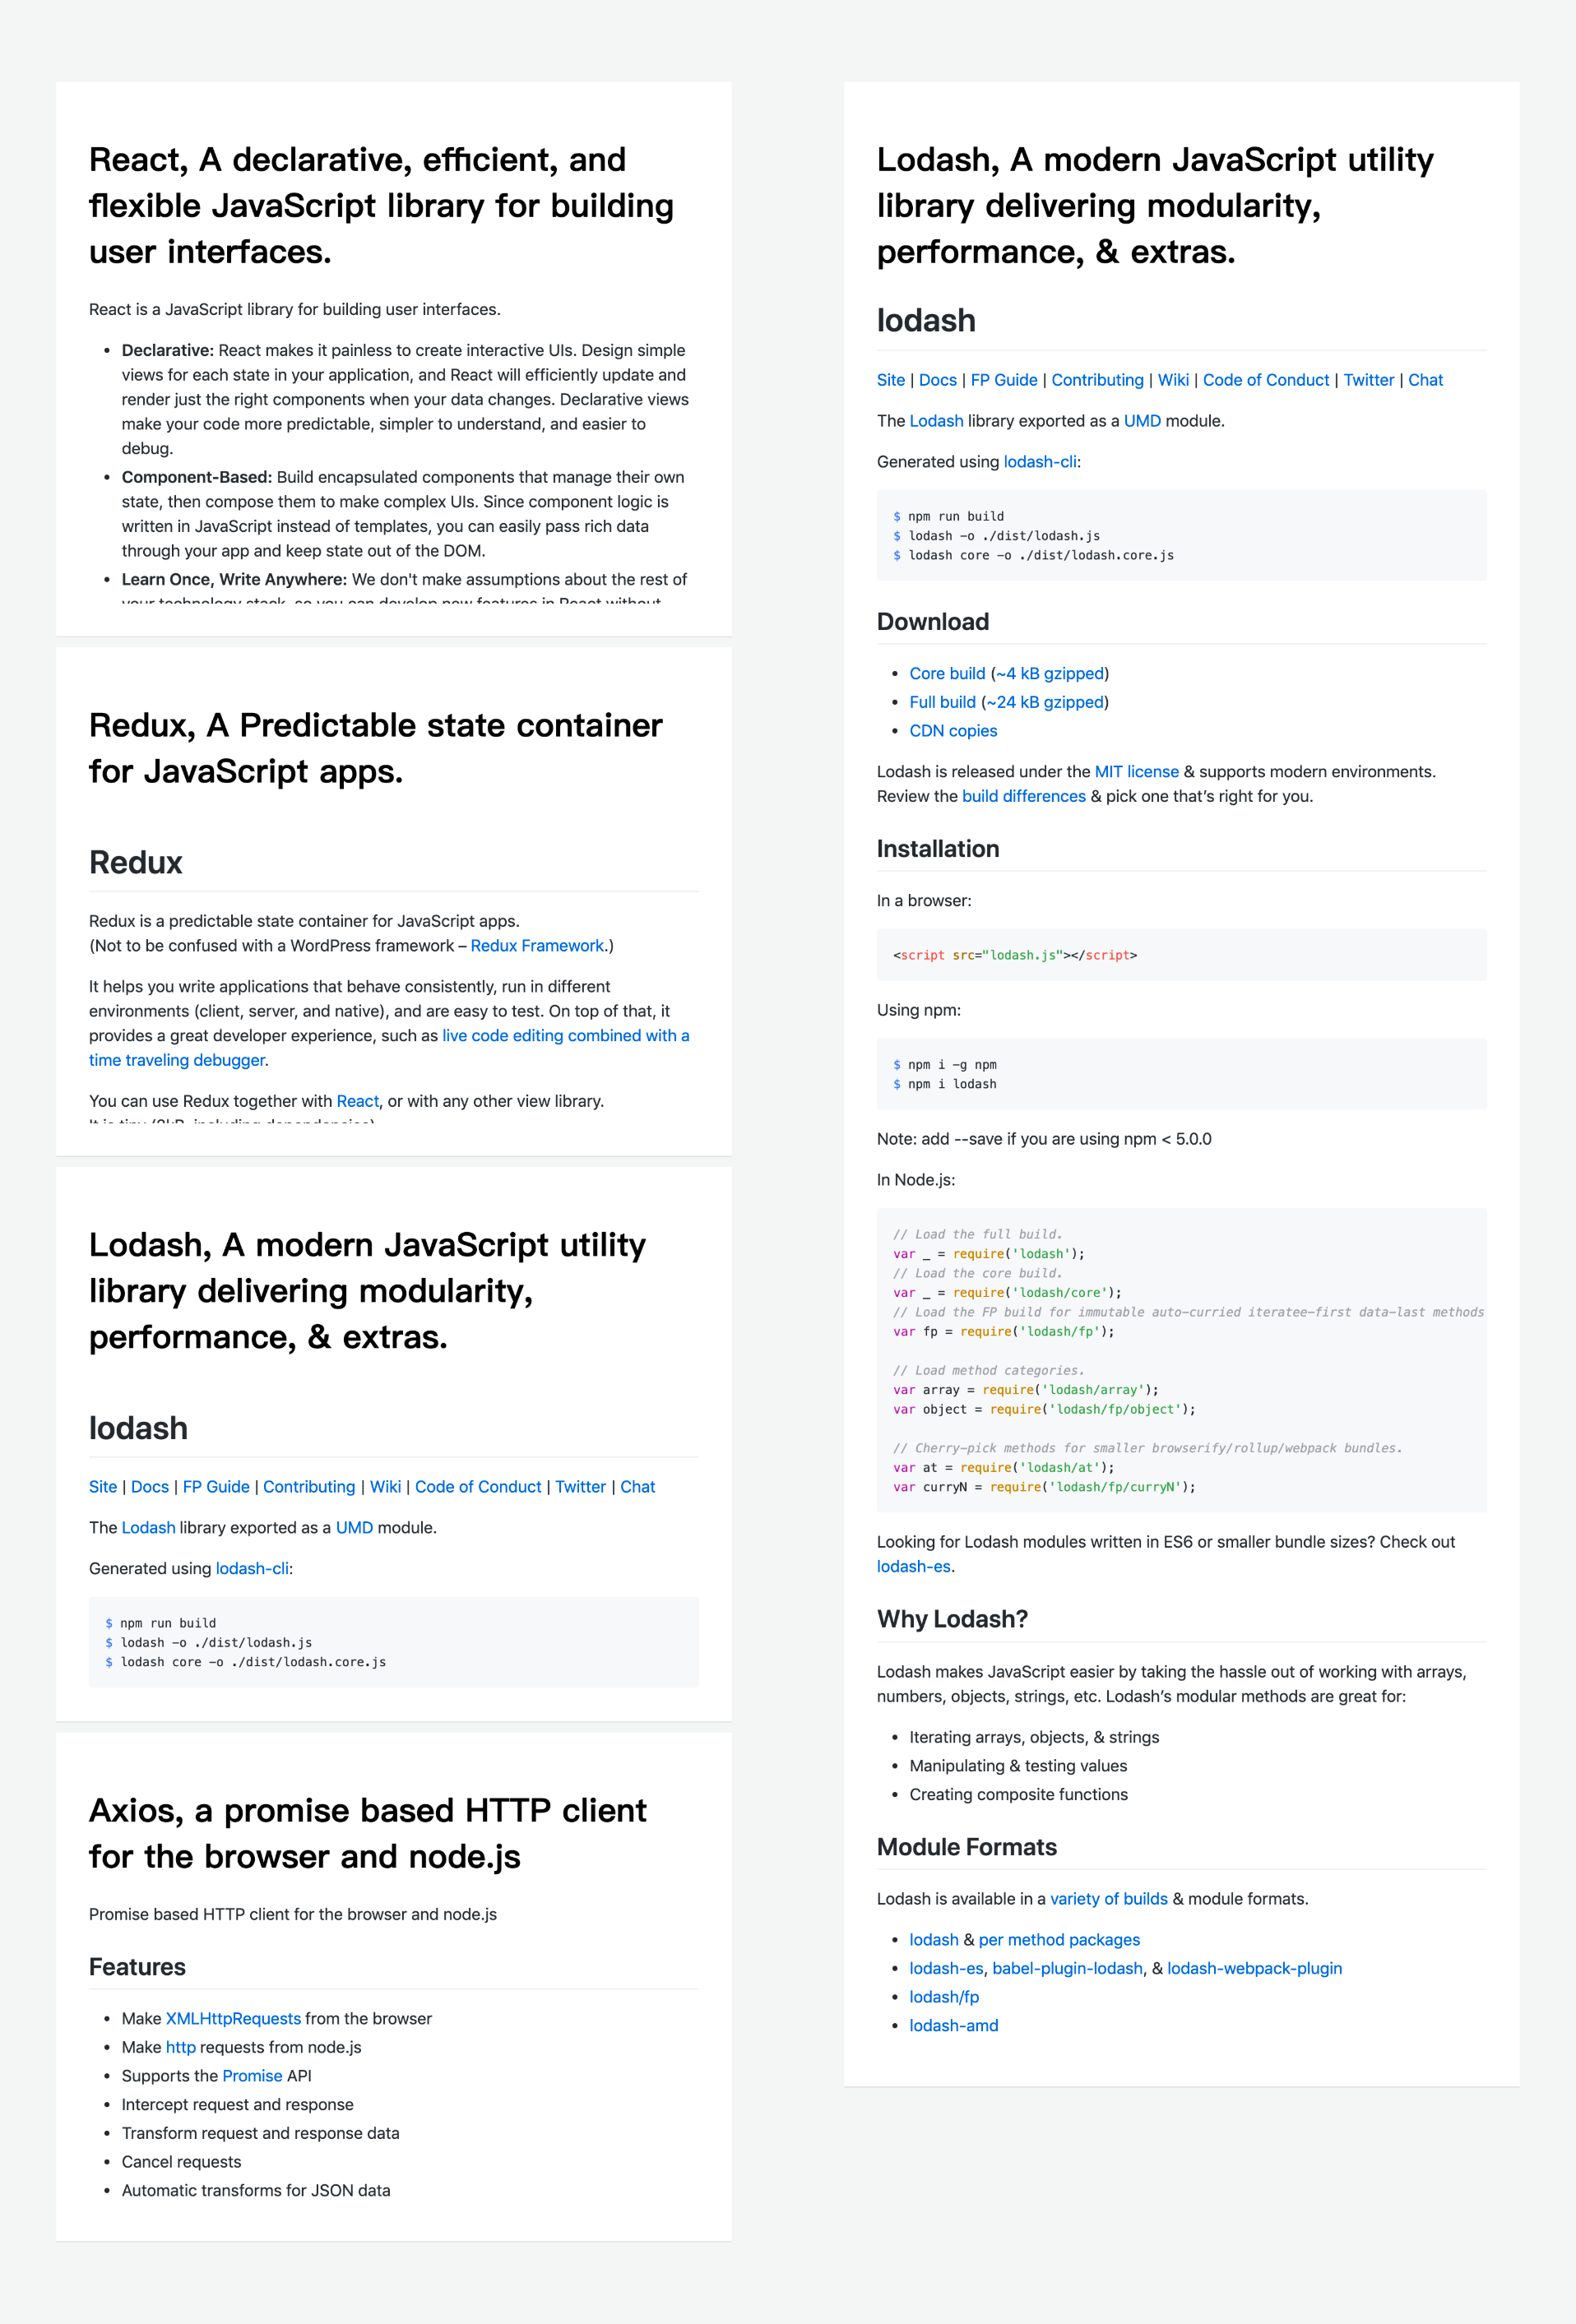 React, A declarative, efficient, and
flexible JavaScript library for building
user interfaces.
React is a JavaScript library for building user interfaces.
• Declarative: React makes it painless to create interactive UIs. Design simple
views for each state in your application, and React will efficiently update and
render just the right components when your data changes. Declarative views
make your code more predictable, simpler to understand, and easier to
debug.
• Component-Based: Build encapsulated components that manage their own
state, then compose them to make complex UIs. Since component logic is
written in JavaScript instead of templates, you can easily pass rich data
through your app and keep state out of the DOM.
• Learn Once, Write Anywhere: We don't make assumptions about the rest of
your technology stack, so you can develop new features in React without
Redux, A Predictable state container
for JavaScript apps.
Redux
Redux is a predictable state container for JavaScript apps.
(Not to be confused with a WordPress framework – Redux Framework.)
It helps you write applications that behave consistently, run in different
environments (client, server, and native), and are easy to test. On top of that, it
provides a great developer experience, such as live code editing combined with a
time traveling debugger.
You can use Redux together with React, or with any other view library.
It is tiny (2kB, including dependencies)
Lodash, A modern JavaScript utility
library delivering modularity,
performance, & extras.
lodash
Site | Docs | FP Guide | Contributing | Wiki | Code of Conduct | Twitter | Chat
The Lodash library exported as a UMD module.
Generated using lodash-cli:
$ npm run build
$ lodash -o ./dist/lodash.js
$ lodash core -o ./dist/lodash.core.js
Axios, a promise based HTTP client
for the browser and node.js
Promise based HTTP client for the browser and node.js
Features
• Make XMLHttpRequests from the browser
• Make http requests from node.js
• Supports the Promise API
• Intercept request and response
• Transform request and response data
• Cancel requests
• Automatic transforms for JSON data
Lodash, A modern JavaScript utility
library delivering modularity,
performance, & extras.
lodash
Site | Docs | FP Guide | Contributing | Wiki | Code of Conduct | Twitter | Chat
The Lodash library exported as a UMD module.
Generated using lodash-cli:
$ npm run build
$ lodash -o ./dist/lodash.js
$ lodash core -o ./dist/lodash.core.js
Download
• Core build (~4 kB gzipped)
• Full build (~24 kB gzipped)
• CDN copies
Lodash is released under the MIT license & supports modern environments.
Review the build differences & pick one that’s right for you.
Installation
In a browser:
<script src="lodash.js"></script>
Using npm:
$ npm i -g npm
$ npm i lodash
Note: add --save if you are using npm < 5.0.0
In Node.js:
// Load the full build.
var _ = require('lodash');
// Load the core build.
var _ = require('lodash/core');
// Load the FP build for immutable auto-curried iteratee-first data-last methods
var fp = require('lodash/fp');
// Load method categories.
var array = require('lodash/array');
var object = require('lodash/fp/object');
// Cherry-pick methods for smaller browserify/rollup/webpack bundles.
var at = require('lodash/at');
var curryN = require('lodash/fp/curryN');
Looking for Lodash modules written in ES6 or smaller bundle sizes? Check out
lodash-es.
Why Lodash?
Lodash makes JavaScript easier by taking the hassle out of working with arrays,
numbers, objects, strings, etc. Lodash’s modular methods are great for:
• Iterating arrays, objects, & strings
• Manipulating & testing values
• Creating composite functions
Module Formats
Lodash is available in a variety of builds & module formats.
• lodash & per method packages
• lodash-es, babel-plugin-lodash, & lodash-webpack-plugin
• lodash/fp
• lodash-amd